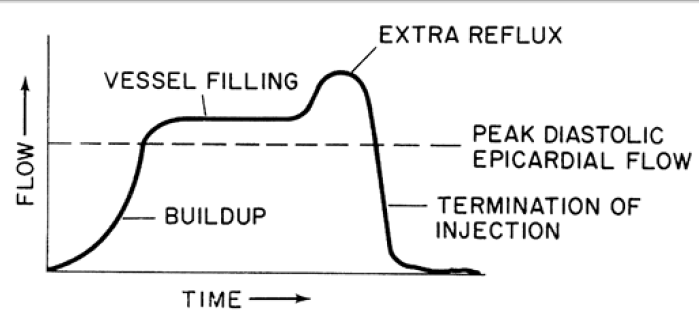 EXTRA REFLUX
VESSEL FILLING
PEAK DIASTOLIC
EPICARDIAL FLOW
FLOW
BUILDUP
TERMINATION OF
INJECTION
TIME